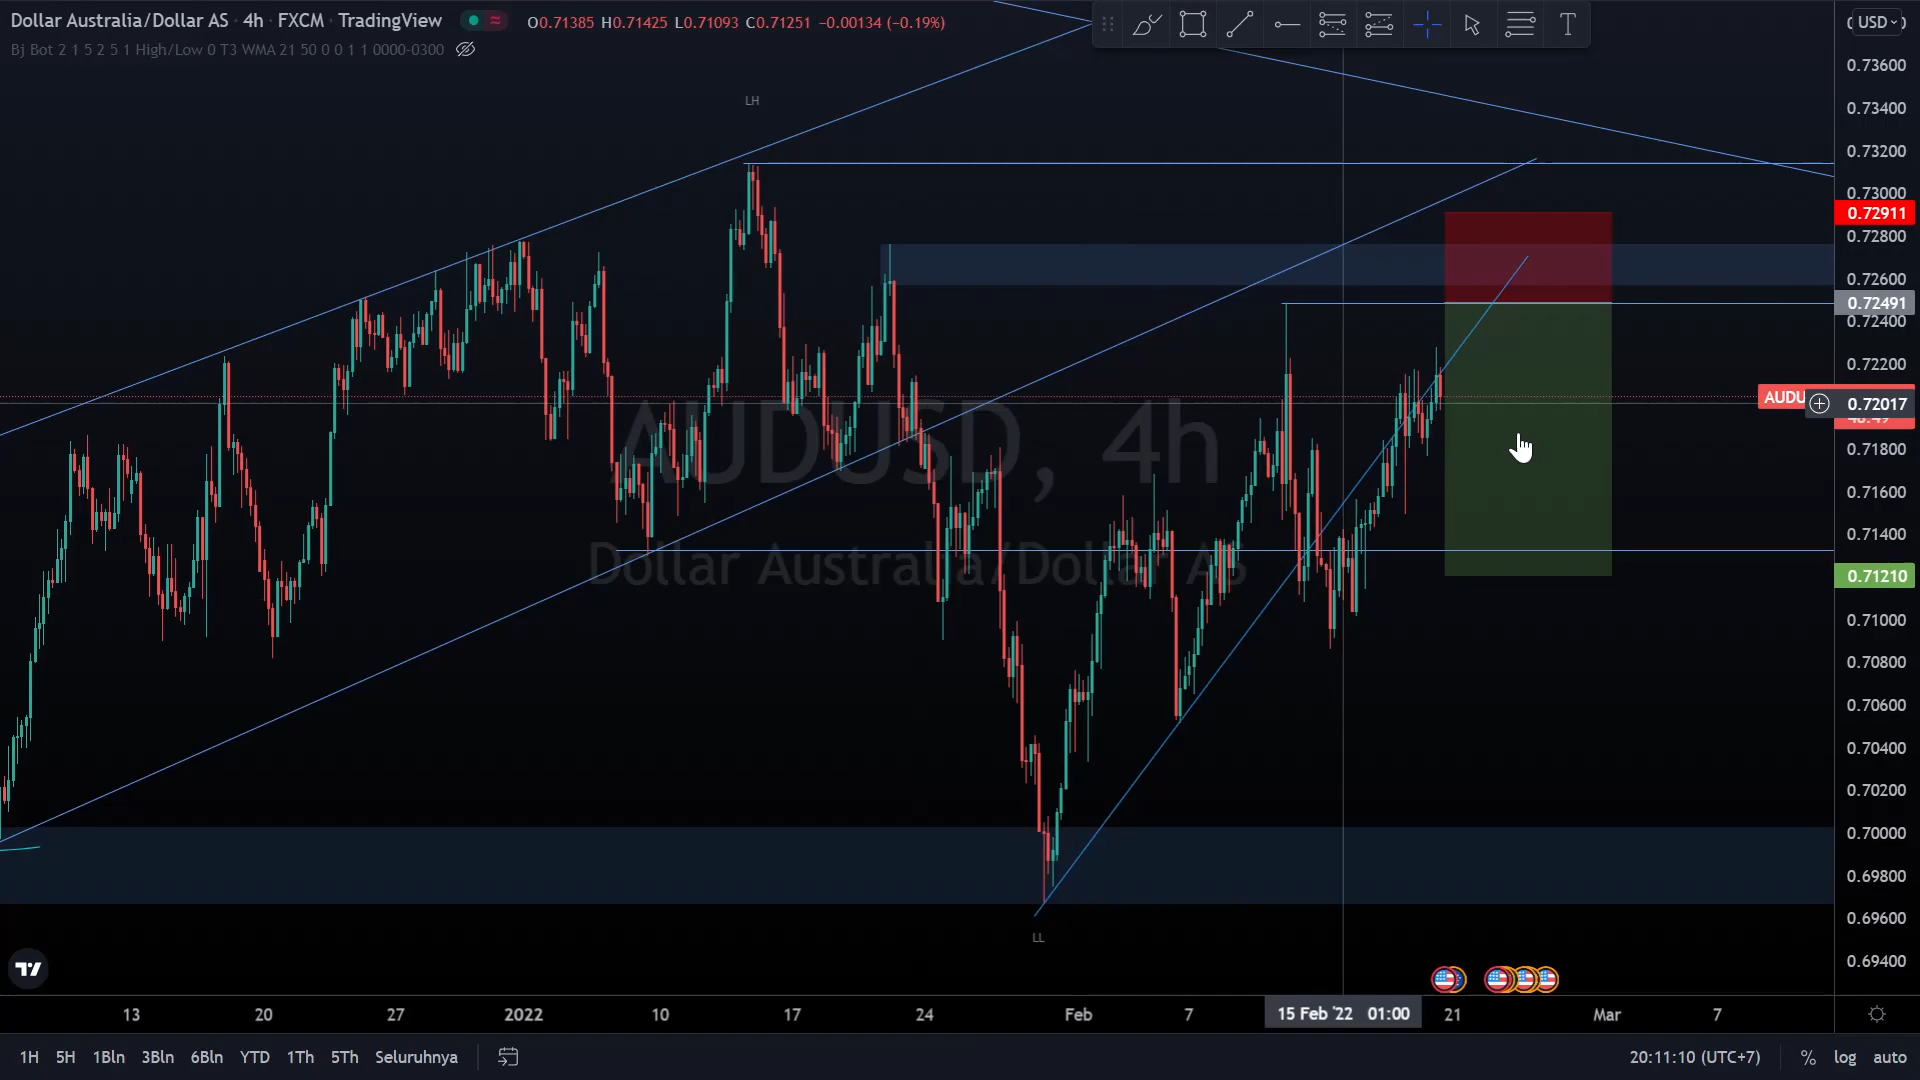 Dollar Australia/Dollar AS · 4h · FXCM · TradingView
O0.71385 H0.71425 L0.71093 C0.71251 −0.00134 (−0.19%)
Bj Bot 2 1 5 2 5 1 High/Low 0 T3 WMA 21 50 0 0 1 1 0000-0300
T
USD
0.73600
0.73400
0.73200
0.73000
0.72911
0.72800
0.72600
0.72491
0.72400
0.72200
AUDU
0.72017
0.71800
0.71600
0.71400
0.71210
0.71000
0.70800
0.70600
0.70400
0.70200
0.70000
0.69800
0.69600
0.69400
LH
AUDUSD, 4h
Dollar Australia/Dollar AS
LL
13 20 27 2022 10 17 24 Feb 7 15 Feb '22 01:00 21 Mar 7
1H 5H 1Bln 3Bln 6Bln YTD 1Th 5Th Seluruhnya
20:11:10 (UTC+7) % log auto